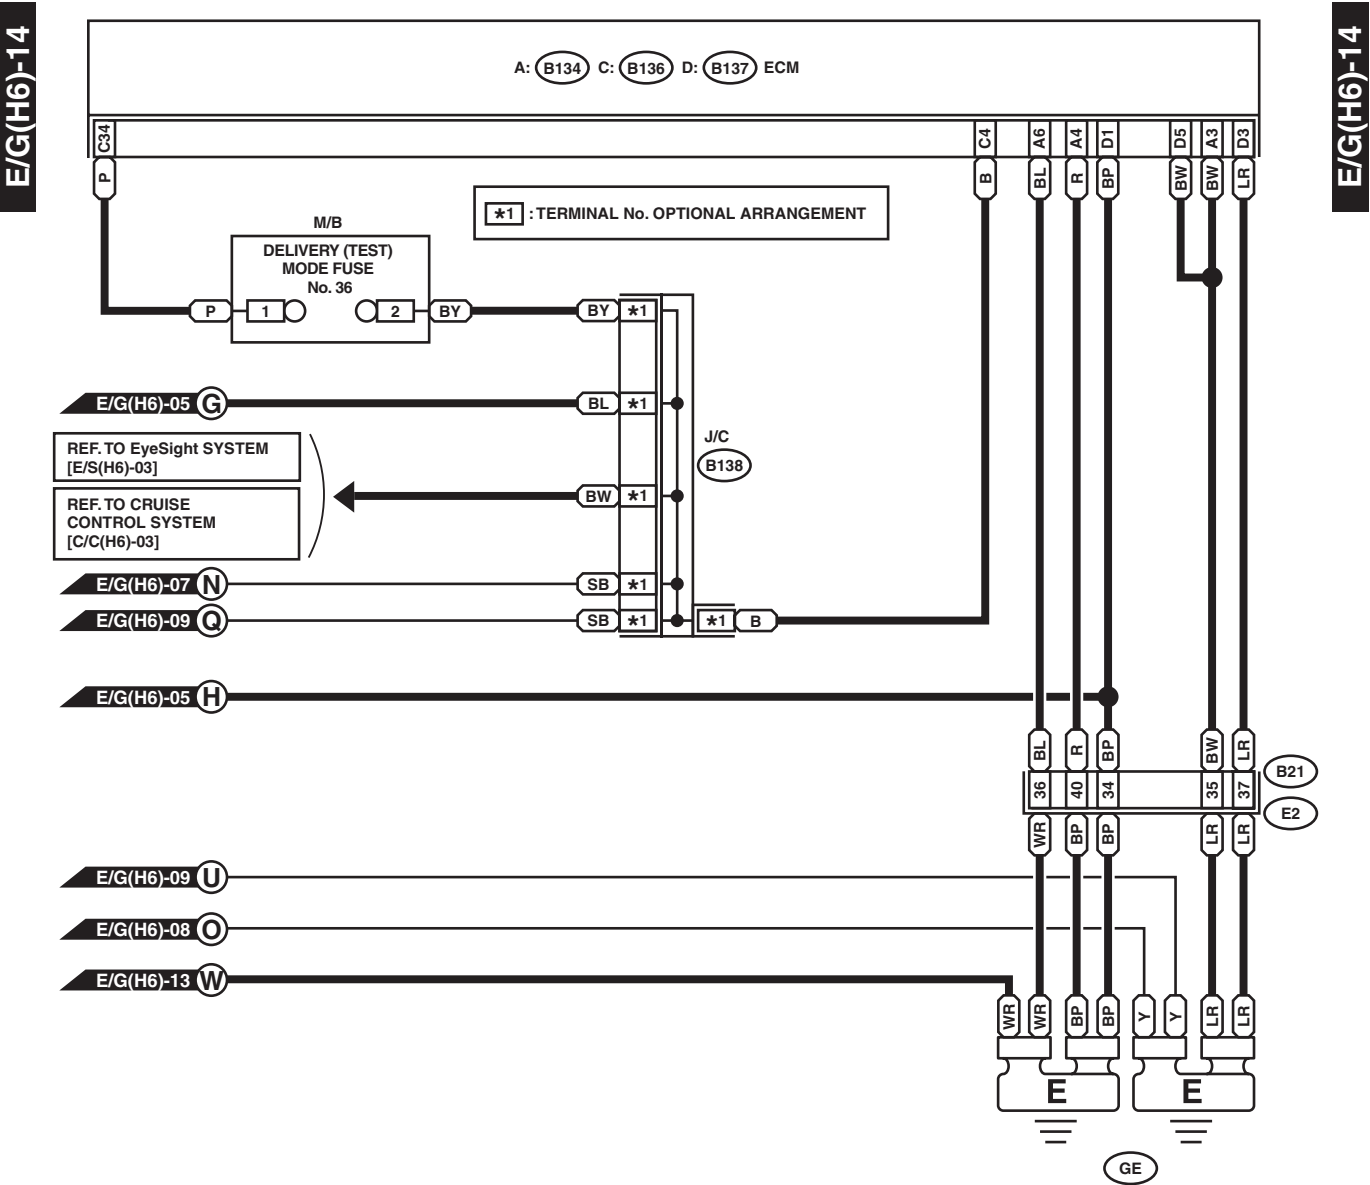 E/G(H6)-14
E/G(H6)-14
A: B134 C: B136 D: B137 ECM
C34 C4 A6 A4 D1 D5 A3 D3
P B BL R BP BW BW LR
*1 : TERMINAL No. OPTIONAL ARRANGEMENT
M/B
DELIVERY (TEST)
MODE FUSE
No. 36
P 1 2 BY BY *1
E/G(H6)-05 G BL *1
J/C
B138
REF. TO EyeSight SYSTEM
[E/S(H6)-03]
BW *1
REF. TO CRUISE
CONTROL SYSTEM
[C/C(H6)-03]
E/G(H6)-07 N SB *1
E/G(H6)-09 Q SB *1 *1 B
E/G(H6)-05 H
BL R BP BW LR
B21
36 40 34 35 37
E2
WR BP BP LR LR
E/G(H6)-09 U
E/G(H6)-08 O
E/G(H6)-13 W
WR WR BP BP Y Y LR LR
E E
GE